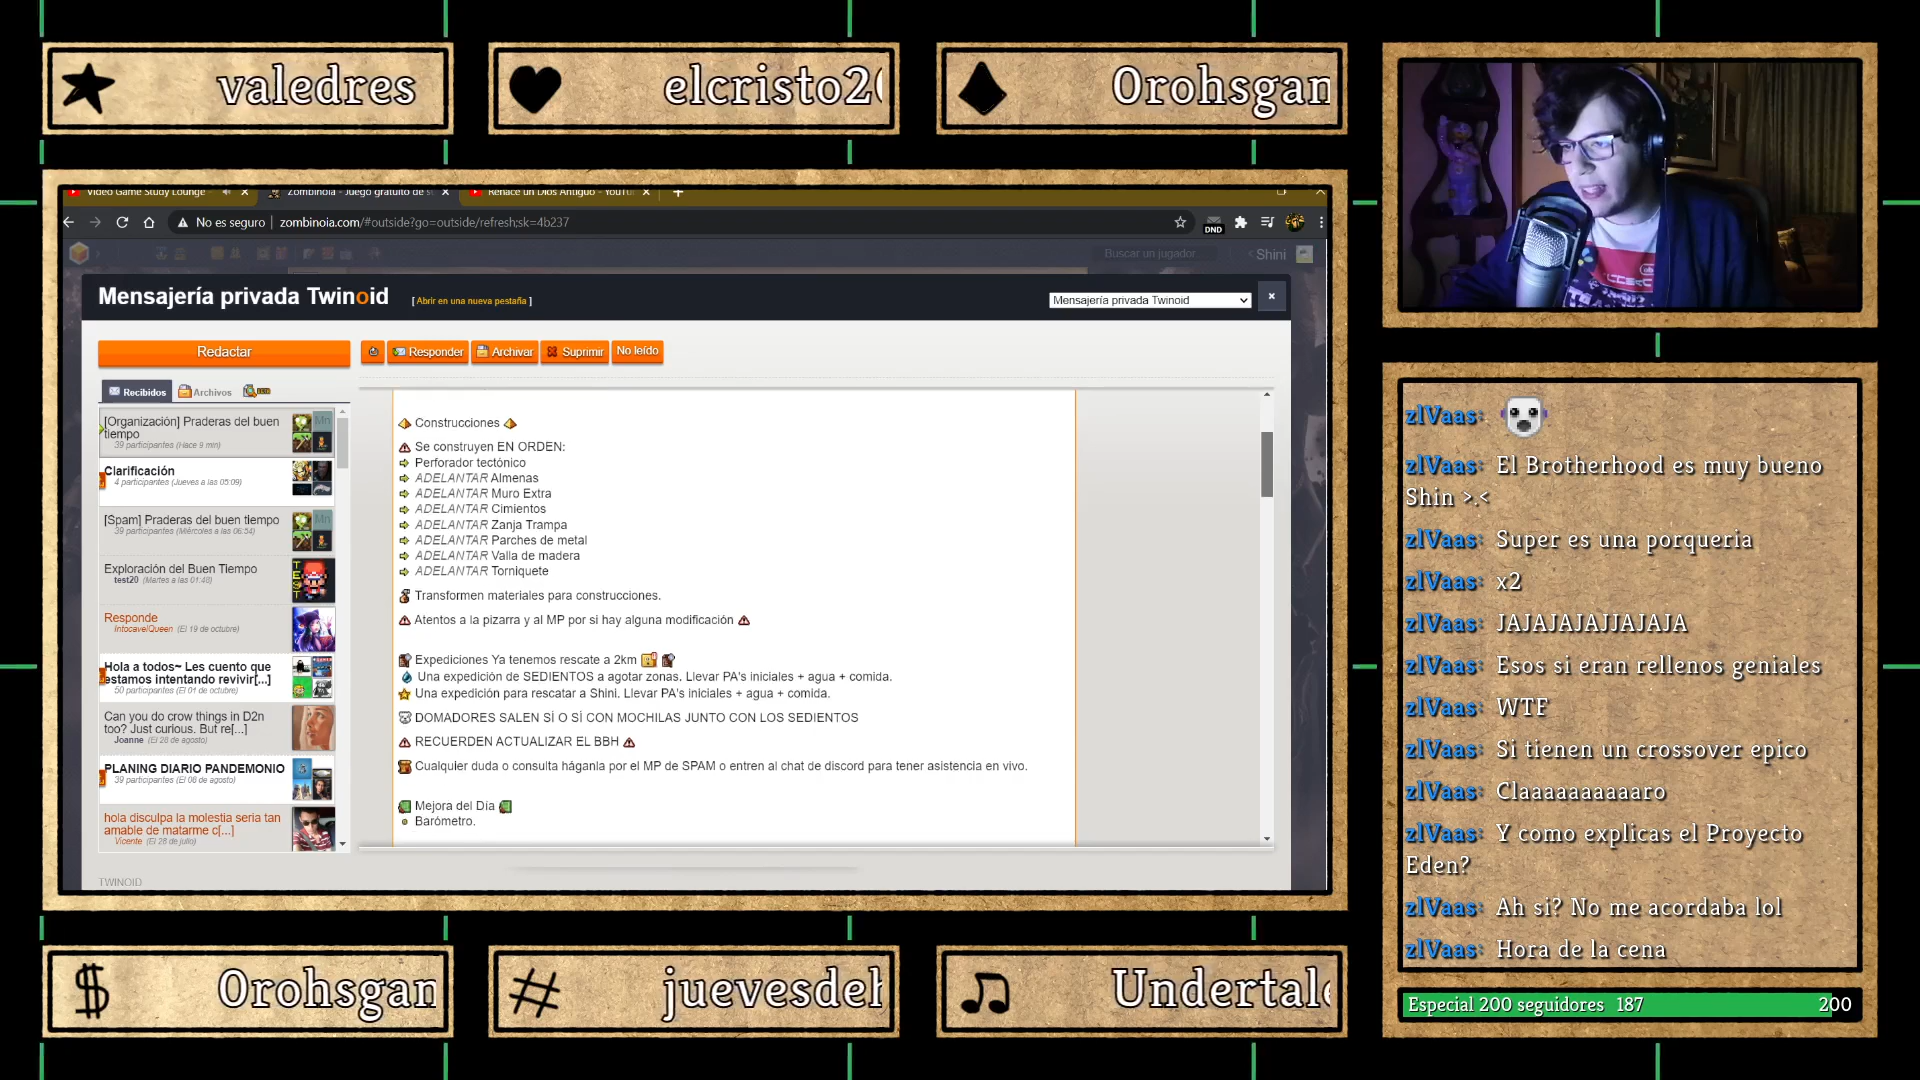 valedres
elcristo20
0rohsgan
Video Game Study Lounge
Zombinoia - Juego gratuito de s
Renace un Dios Antiguo - YouTu
No es seguro
zombinoia.com/#outside?go=outside/refresh;sk=4b237
DND
Buscar un jugador
Shini
Mensajería privada Twinoid
[ Abrir en una nueva pestaña ]
Mensajería privada Twinoid
Redactar
Responder
Archivar
Suprimir
No leído
Recibidos
Archivos
[Organización] Praderas del buen
tiempo
39 participantes (Hace 9 min)
Clarificación
4 participantes (Jueves a las 05:09)
[Spam] Praderas del buen tiempo
39 participantes (Miércoles a las 06:54)
Exploración del Buen Tiempo
test20 (Martes a las 01:48)
Responde
IntocavelQueen (El 19 de octubre)
Hola a todos~ Les cuento que
estamos intentando revivir[...]
50 participantes (El 01 de octubre)
Can you do crow things in D2n
too? Just curious. But re[...]
Joanne (El 28 de agosto)
PLANING DIARIO PANDEMONIO
39 participantes (El 08 de agosto)
hola disculpa la molestia seria tan
amable de matarme c[...]
Vicente (El 28 de julio)
TWINOID
Construcciones
Se construyen EN ORDEN:
Perforador tectónico
ADELANTAR Almenas
ADELANTAR Muro Extra
ADELANTAR Cimientos
ADELANTAR Zanja Trampa
ADELANTAR Parches de metal
ADELANTAR Valla de madera
ADELANTAR Torniquete
Transformen materiales para construcciones.
Atentos a la pizarra y al MP por si hay alguna modificación
Expediciones Ya tenemos rescate a 2km
Una expedición de SEDIENTOS a agotar zonas. Llevar PA's iniciales + agua + comida.
Una expedición para rescatar a Shini. Llevar PA's iniciales + agua + comida.
DOMADORES SALEN SÍ O SÍ CON MOCHILAS JUNTO CON LOS SEDIENTOS
RECUERDEN ACTUALIZAR EL BBH
Cualquier duda o consulta háganla por el MP de SPAM o entren al chat de discord para tener asistencia en vivo.
Mejora del Día
Barómetro.
zlVaas:
zlVaas: El Brotherhood es muy bueno
Shin >.<
zlVaas: Super es una porqueria
zlVaas: x2
zlVaas: JAJAJAJAJJAJAJA
zlVaas: Esos si eran rellenos geniales
zlVaas: WTF
zlVaas: Si tienen un crossover epico
zlVaas: Claaaaaaaaaaro
zlVaas: Y como explicas el Proyecto
Eden?
zlVaas: Ah si? No me acordaba lol
zlVaas: Hora de la cena
Especial 200 seguidores 187 200
$ 0rohsgan
# juevesdeh
Undertale